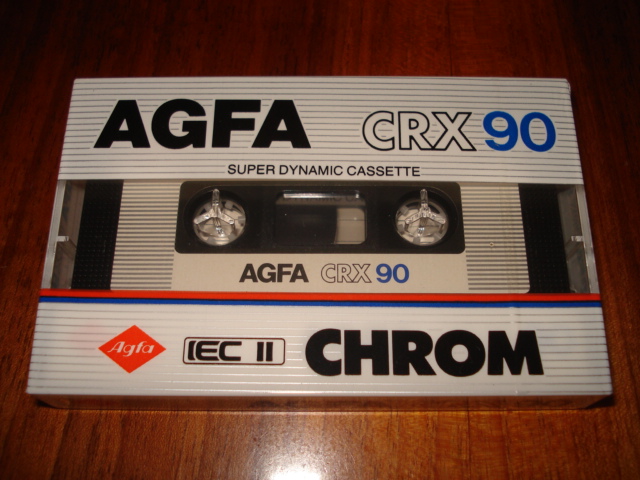 AGFA CRX 90
SUPER DYNAMIC CASSETTE
AGFA CRX 90
Agfa IEC II CHROM